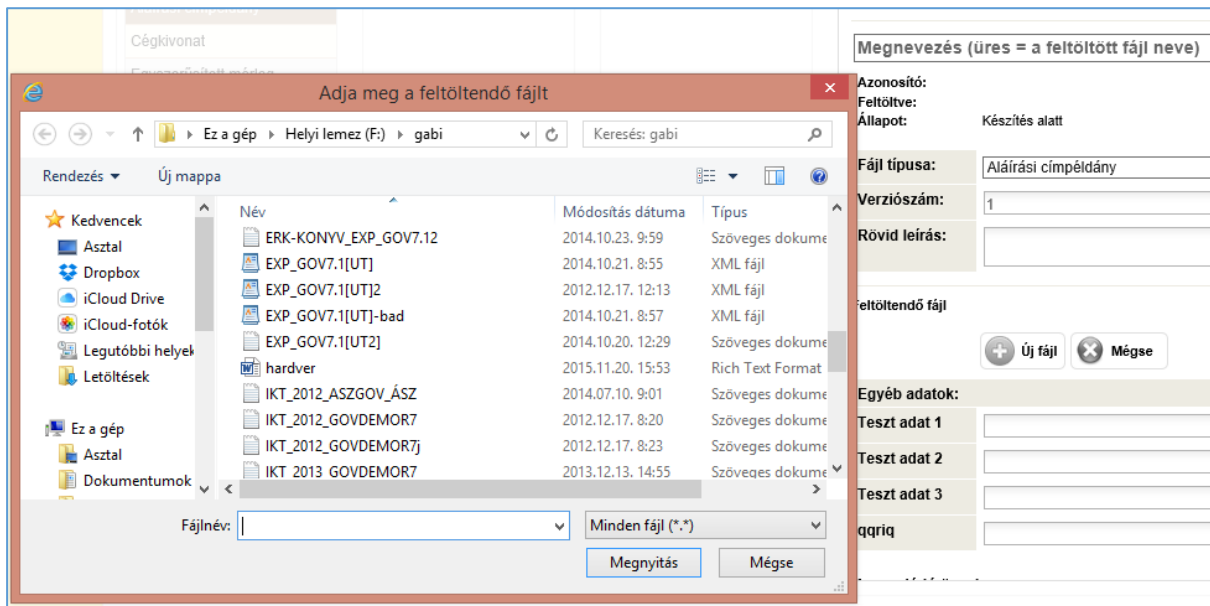 Cégkivonat
Adja meg a feltöltendő fájlt
Ez a gép Helyi lemez (F:) gabi
Keresés: gabi
Rendezés
Új mappa
Kedvencek
Asztal
Dropbox
iCloud Drive
iCloud-fotók
Legutóbbi helyek
Letöltések
Ez a gép
Asztal
Dokumentumok
Név Módosítás dátuma Típus
ERK-KONYV_EXP_GOV7.12 2014.10.23. 9:59 Szöveges dokume
EXP_GOV7.1[UT] 2014.10.21. 8:55 XML fájl
EXP_GOV7.1[UT]2 2012.12.17. 12:13 XML fájl
EXP_GOV7.1[UT]-bad 2014.10.21. 8:57 XML fájl
EXP_GOV7.1[UT2] 2014.10.20. 12:29 Szöveges dokume
hardver 2015.11.20. 15:53 Rich Text Format
IKT_2012_ASZGOV_ÁSZ 2014.07.10. 9:01 Szöveges dokume
IKT_2012_GOVDEMOR7 2012.12.17. 8:20 Szöveges dokume
IKT_2012_GOVDEMOR7j 2012.12.17. 8:23 Szöveges dokume
IKT_2013_GOVDEMOR7 2013.12.13. 14:55 Szöveges dokume
Fájlnév:
Minden fájl (*.*)
Megnyitás
Mégse
Megnevezés (üres = a feltöltött fájl neve)
Azonosító:
Feltöltve:
Állapot: Készítés alatt
Fájl típusa: Aláírási címpéldány
Verziószám: 1
Rövid leírás:
Feltöltendő fájl
Új fájl Mégse
Egyéb adatok:
Teszt adat 1
Teszt adat 2
Teszt adat 3
qqriq